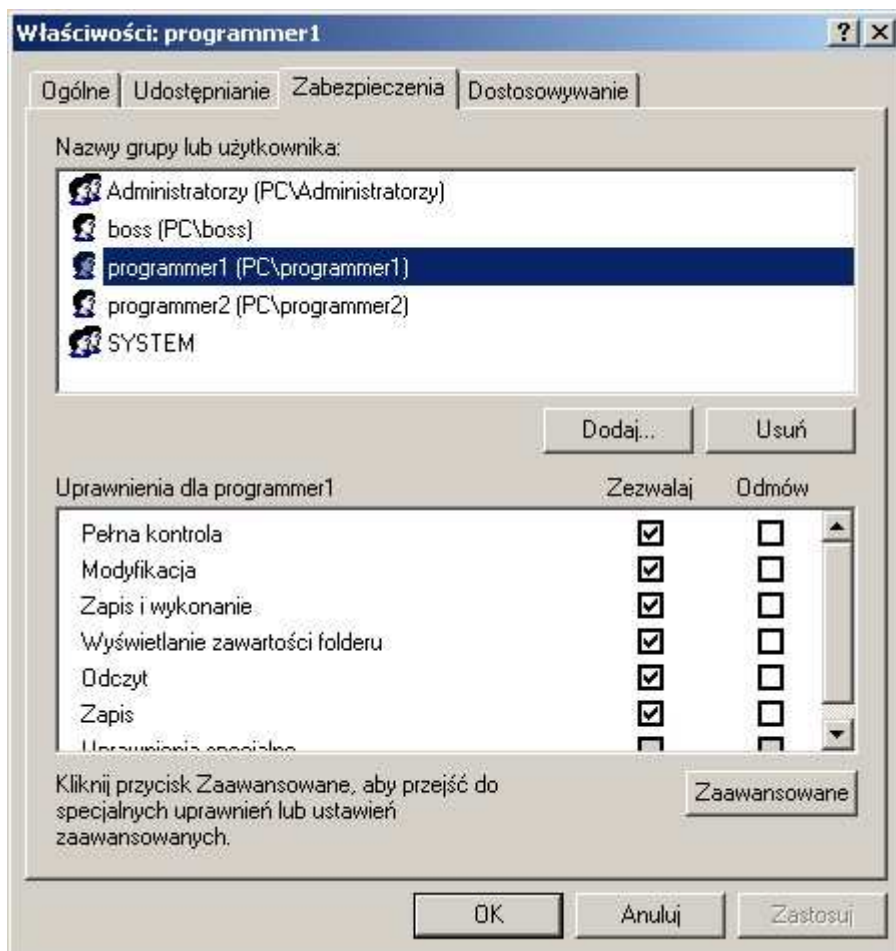 Właściwości: programmer1
Ogólne Udostępnianie Zabezpieczenia Dostosowywanie
Nazwy grupy lub użytkownika:
Administratorzy (PC\Administratorzy)
boss (PC\boss)
programmer1 (PC\programmer1)
programmer2 (PC\programmer2)
SYSTEM
Dodaj... Usuń
Uprawnienia dla programmer1 Zezwalaj Odmów
Pełna kontrola
Modyfikacja
Zapis i wykonanie
Wyświetlanie zawartości folderu
Odczyt
Zapis
Uprawnienia specjalne
Kliknij przycisk Zaawansowane, aby przejść do
specjalnych uprawnień lub ustawień
zaawansowanych.
Zaawansowane
OK Anuluj Zastosuj